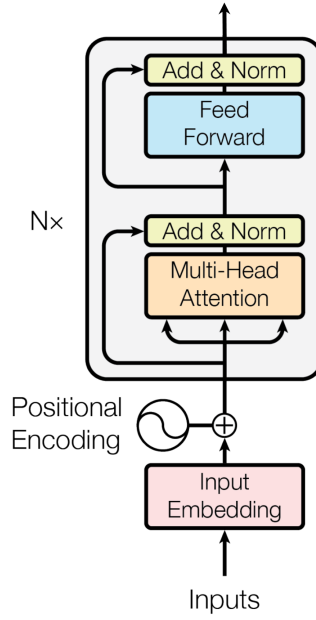 Add & Norm
Feed
Forward
N×
Add & Norm
Multi-Head
Attention
Positional
Encoding
Input
Embedding
Inputs